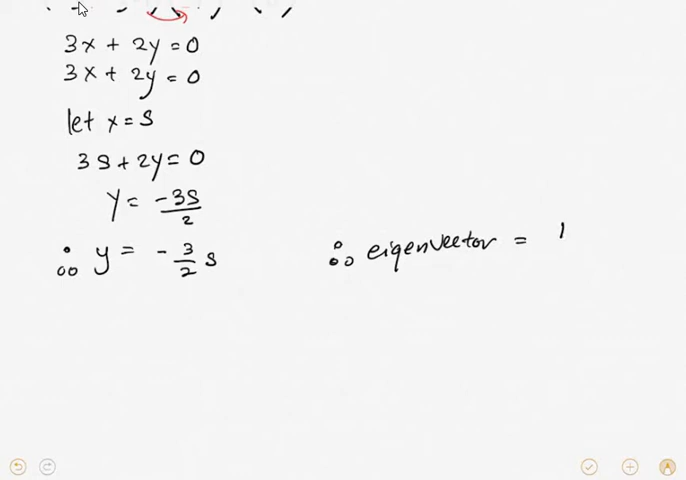 3x + 2y = 0
3x + 2y = 0
let x = s
3s + 2y = 0
y = -3s/2
∴ y = -3/2 s
∴ eigenvector = 1